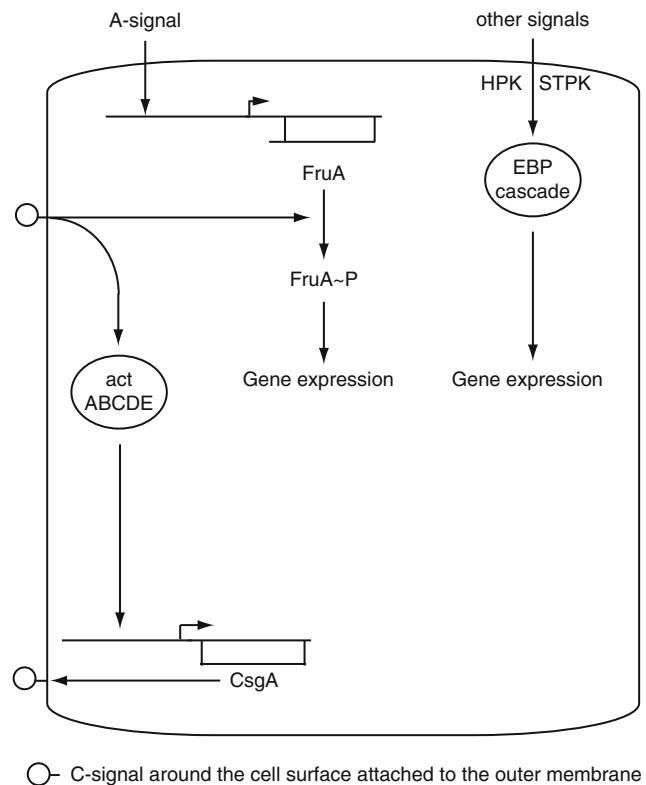 A-signal
other signals
HPK STPK
EBP
cascade
FruA
FruA~P
Gene expression
Gene expression
act
ABCDE
CsgA
C-signal around the cell surface attached to the outer membrane